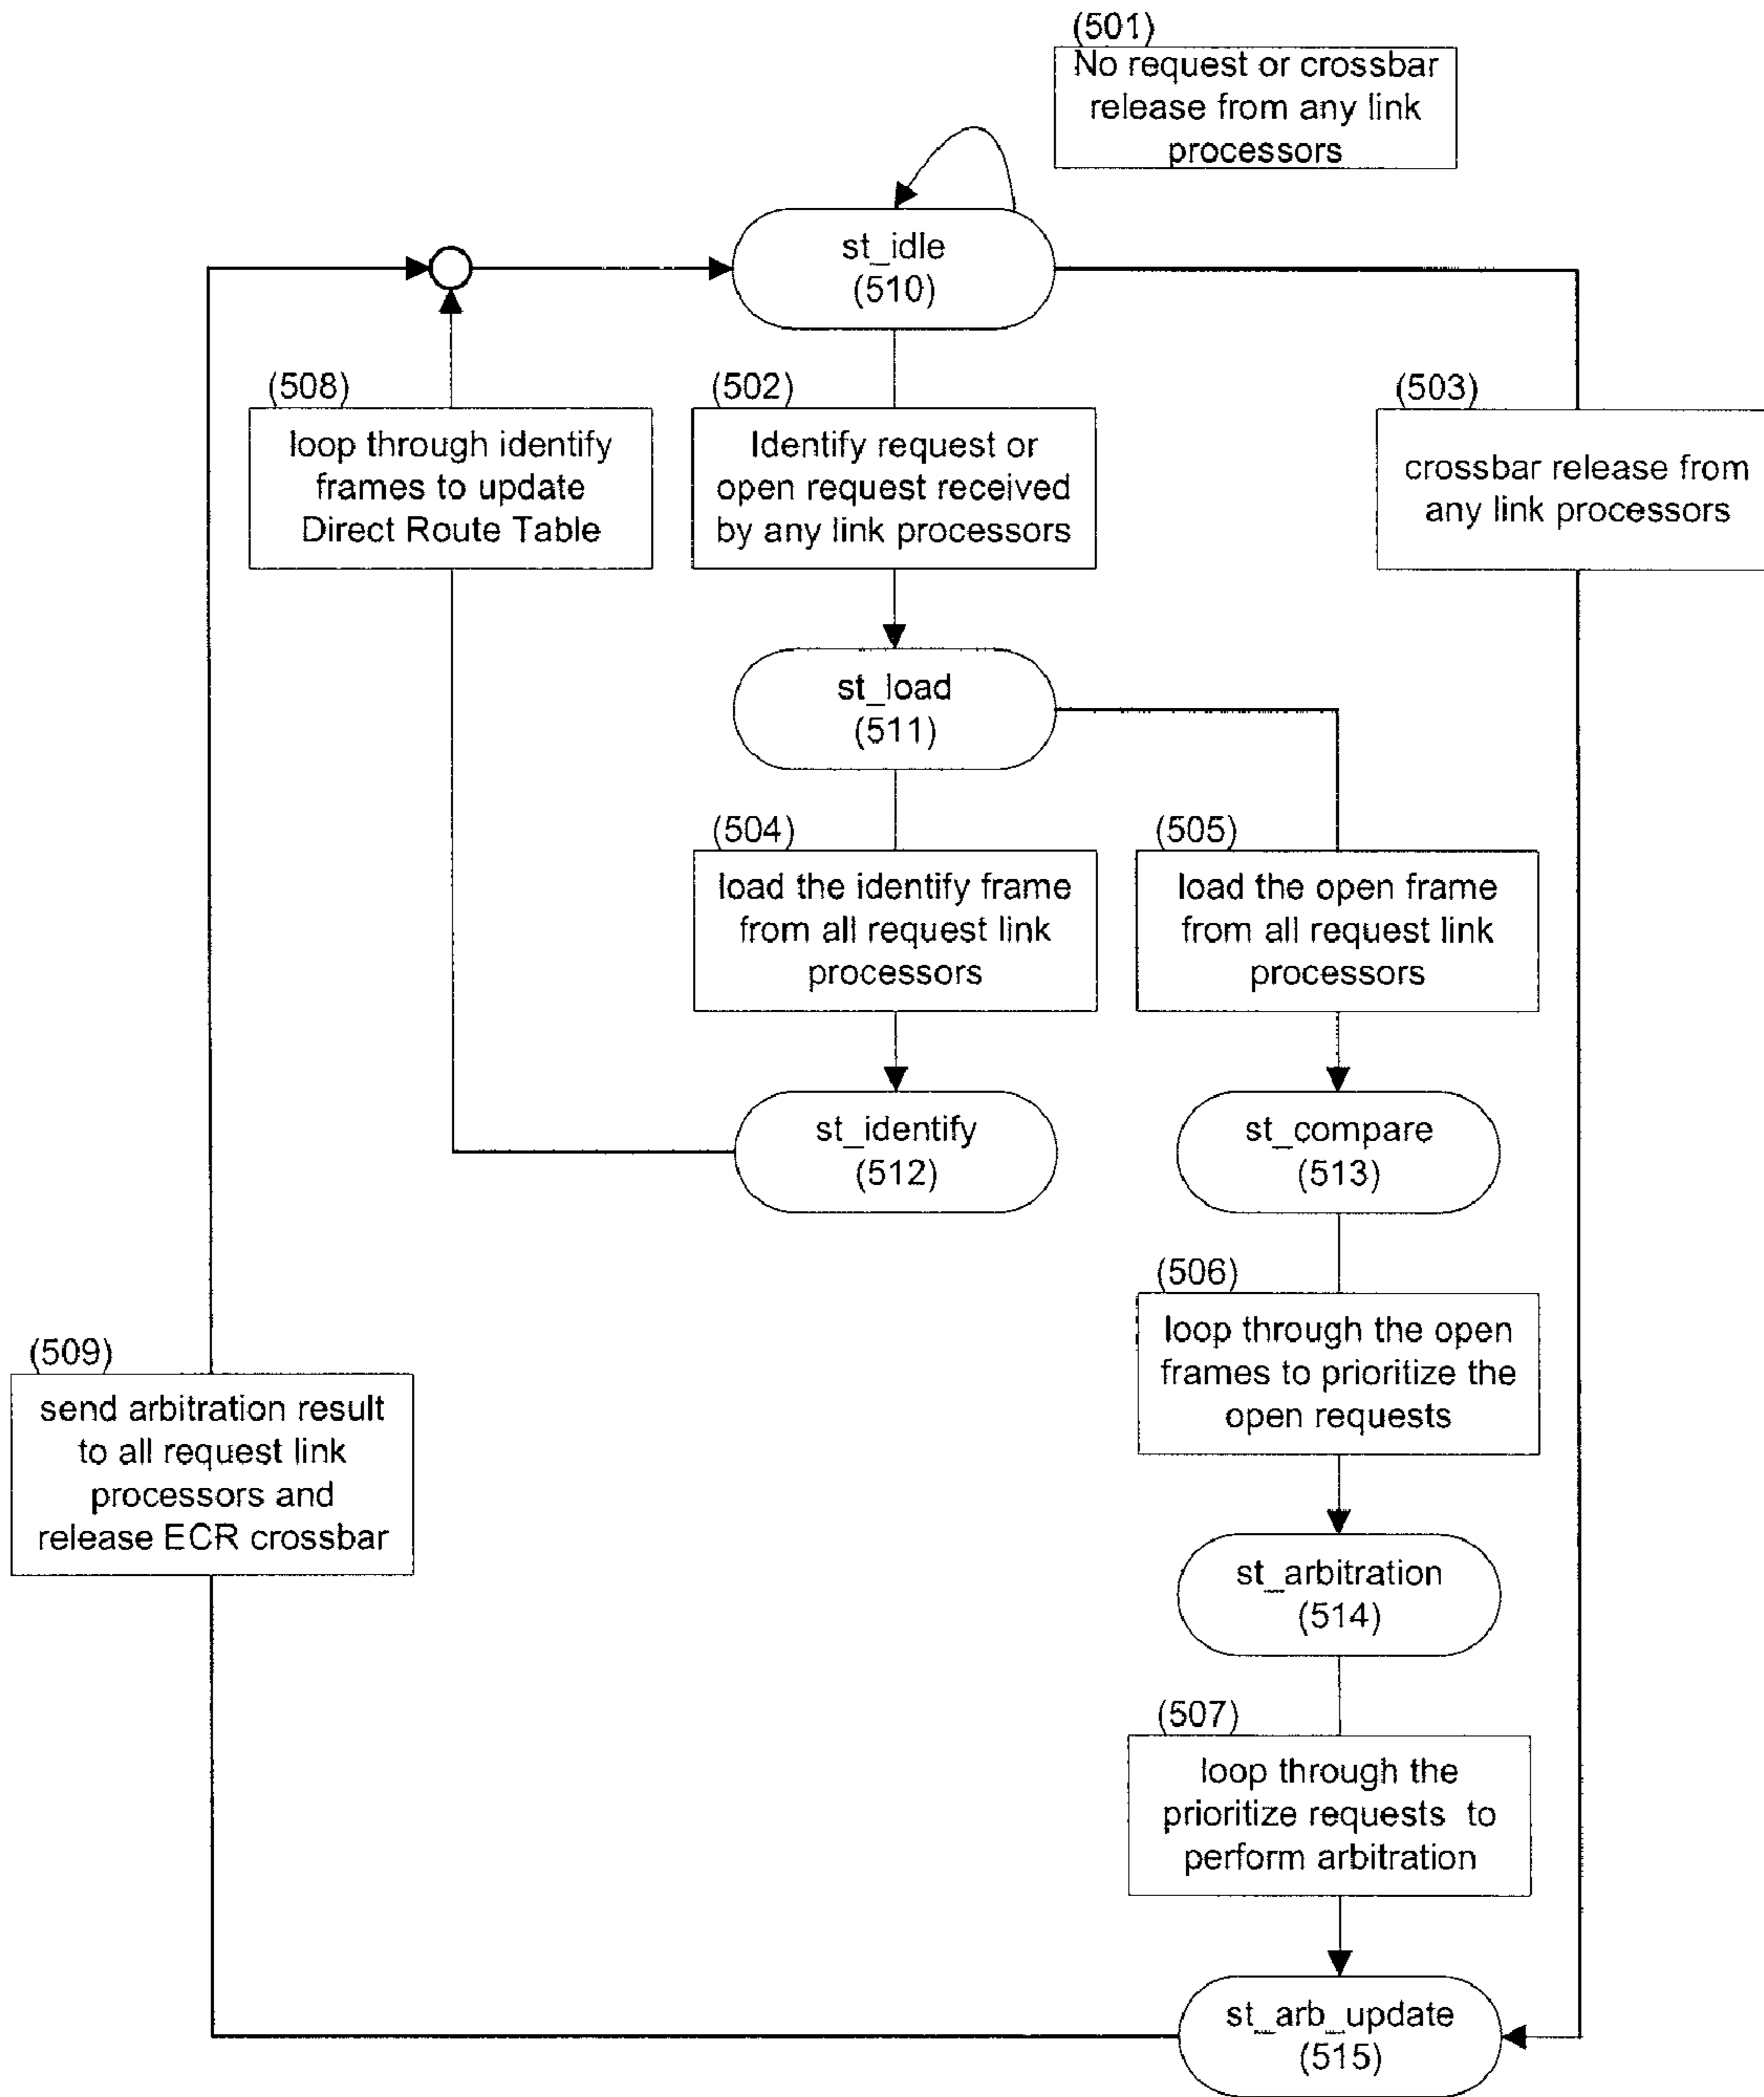 (501)
No request or crossbar
release from any link
processors
st_idle
(510)
(508)
loop through identify
frames to update
Direct Route Table
(502)
Identify request or
open request received
by any link processors
(503)
crossbar release from
any link processors
st_load
(511)
(504)
load the identify frame
from all request link
processors
(505)
load the open frame
from all request link
processors
st_identify
(512)
st_compare
(513)
(506)
loop through the open
frames to prioritize the
open requests
(509)
send arbitration result
to all request link
processors and
release ECR crossbar
st_arbitration
(514)
(507)
loop through the
prioritize requests to
perform arbitration
st_arb_update
(515)